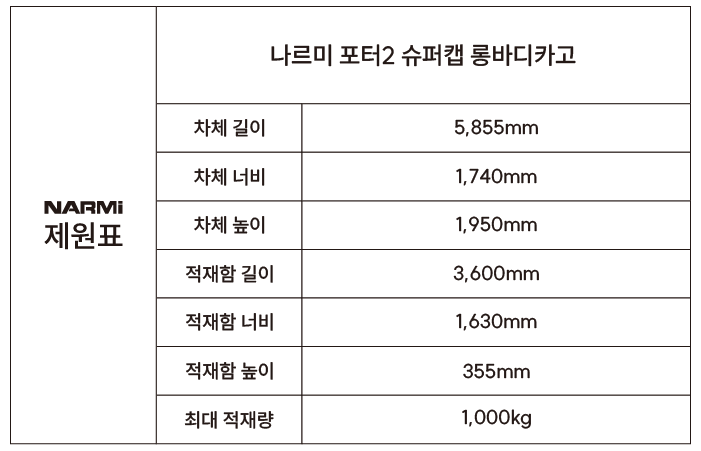 나르미 포터2 슈퍼캡 롱바디카고
NARMi
제원표
차체 길이 5,855mm
차체 너비 1,740mm
차체 높이 1,950mm
적재함 길이 3,600mm
적재함 너비 1,630mm
적재함 높이 355mm
최대 적재량 1,000kg